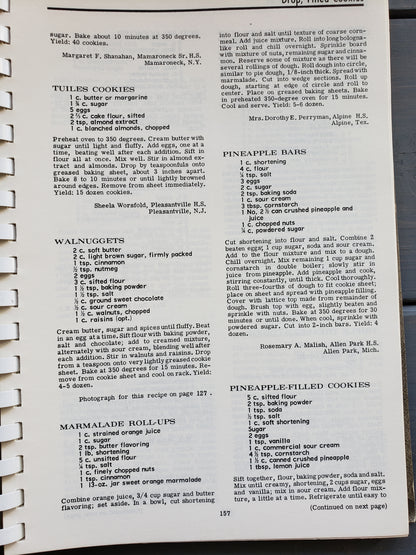 Drop, Filled Cookies
sugar. Bake about 10 minutes at 350 degrees.
Yield: 40 cookies.
Margaret F. Shanahan, Mamaroneck Sr H.S.
Mamaroneck, N.Y.
TUILES COOKIES
1 c. butter or margarine
1 ¾ c. sugar
5 eggs
2 ½ c. cake flour, sifted
2 tsp. almond extract
1 c. blanched almonds, chopped
Preheat oven to 350 degrees. Cream butter with
sugar until light and fluffy. Add eggs, one at a
time, beating well after each addition. Sift in
flour all at once. Mix well. Stir in almond ex-
tract and almonds. Drop by teaspoonfuls onto
greased baking sheet, about 3 inches apart.
Bake 8 to 10 minutes or until lightly browned
around edges. Remove from sheet immediately.
Yield: 15 dozen cookies.
Sheela Worsfold, Pleasantville H.S.
Pleasantville, N.J.
WALNUGGETS
2 c. soft butter
2 c. light brown sugar, firmly packed
1 tsp. cinnamon
½ tsp. nutmeg
2 eggs
3 c. sifted flour
1 ½ tsp. baking powder
1 ½ tsp. salt
½ c. ground sweet chocolate
½ c. sour cream
1 ½ c. walnuts, chopped
1 c. raisins (opt.)
Cream butter, sugar and spices until fluffy. Beat
in an egg at a time. Sift flour with baking powder,
salt and chocolate; add to creamed mixture,
alternately with sour cream, blending well after
each addition. Stir in walnuts and raisins. Drop
from a teaspoon onto very lightly greased cookie
sheet. Bake at 350 degrees for 15 minutes. Re-
move from cookie sheet and cool on rack. Yield:
4-5 dozen.
Photograph for this recipe on page 127 .
MARMALADE ROLL-UPS
1 c. strained orange juice
1 c. sugar
2 tsp. butter flavoring
1 lb. shortening
5 c. unsifted flour
¼ tsp. salt
1 c. finely chopped nuts
1 tsp. cinnamon
1 13-oz. jar sweet orange marmalade
Combine orange juice, 3/4 cup sugar and butter
flavoring; set aside. In a bowl, cut shortening
into flour and salt until texture of coarse corn-
meal. Add juice mixture. Roll into long bologna-
like roll and chill overnight. Sprinkle board
with mixture of nuts, remaining sugar and cinna-
mon. Reserve some of mixture as there will be
several rollings of dough. Roll dough into circle,
similar to pie dough, 1/8-inch thick. Spread with
marmalade. Cut into wedge sections. Roll up
dough, starting at edge of circle and roll to
center. Place on greased baking sheets. Bake
in preheated 350-degree oven for 15 minutes.
Cool and serve. Yield: 5-6 dozen.
Mrs. Dorothy E. Perryman, Alpine H S.
Alpine, Tex.
PINEAPPLE BARS
1 c. shortening
4 c. flour
½ tsp. salt
3 eggs
2 c. sugar
2 tsp. baking soda
1 c. sour cream
3 tbsp. cornstarch
1 No. 2 ½ can crushed pineapple and
juice
1 c. chopped nuts
¼ c. powdered sugar
Cut shortening into flour and salt. Combine 2
beaten eggs, 1 cup sugar, soda and sour cream.
Add to the flour mixture and mix to a dough.
Chill overnight. Mix remaining 1 cup sugar and
cornstarch in double boiler; slowly stir in
juice from pineapple. Add pineapple and cook,
stirring constantly, until thick. Cool thoroughly.
Roll three-fourths of dough to fit cookie sheet;
place on sheet and spread with pineapple filling.
Cover with lattice top made from remainder of
dough. Brush top with egg, slightly beaten and
sprinkle with nuts. Bake at 350 degrees for 30
minutes or until done. When cool, sprinkle with
powdered sugar. Cut into 2-inch bars. Yield: 4
dozen.
Rosemary A. Malish, Allen Park H.S.
Allen Park, Mich.
PINEAPPLE-FILLED COOKIES
5 c. sifted flour
2 tsp. baking powder
1 tsp. soda
½ tsp. salt
1 c. soft shortening
Sugar
2 eggs
1 tsp. vanilla
1 c. commercial sour cream
4 ½ tsp. cornstarch
1 ½ c. canned crushed pineapple
1 tbsp. lemon juice
Sift together, flour, baking powder, soda and salt.
Mix until creamy, shortening, 2 cups sugar, eggs
and vanilla; mix in sour cream. Add flour mix-
ture, a little at a time. Refrigerate until easy to
(Continued on next page)
157